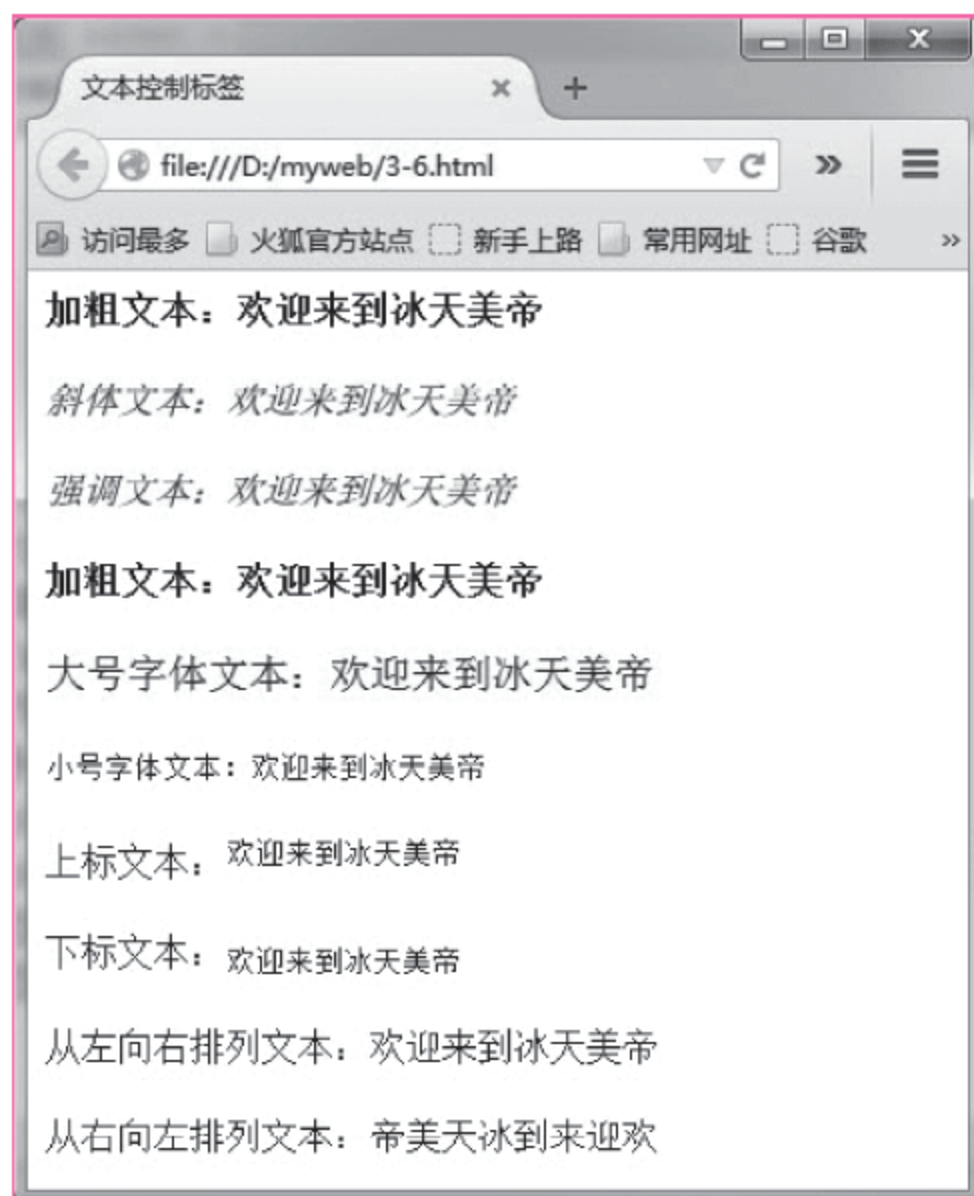 文本控制标签
file:///D:/myweb/3-6.html
访问最多 火狐官方站点 新手上路 常用网址 谷歌
加粗文本：欢迎来到冰天美帝
斜体文本：欢迎来到冰天美帝
强调文本：欢迎来到冰天美帝
加粗文本：欢迎来到冰天美帝
大号字体文本：欢迎来到冰天美帝
小号字体文本：欢迎来到冰天美帝
上标文本：欢迎来到冰天美帝
下标文本：欢迎来到冰天美帝
从左向右排列文本：欢迎来到冰天美帝
从右向左排列文本：帝美天冰到来迎欢